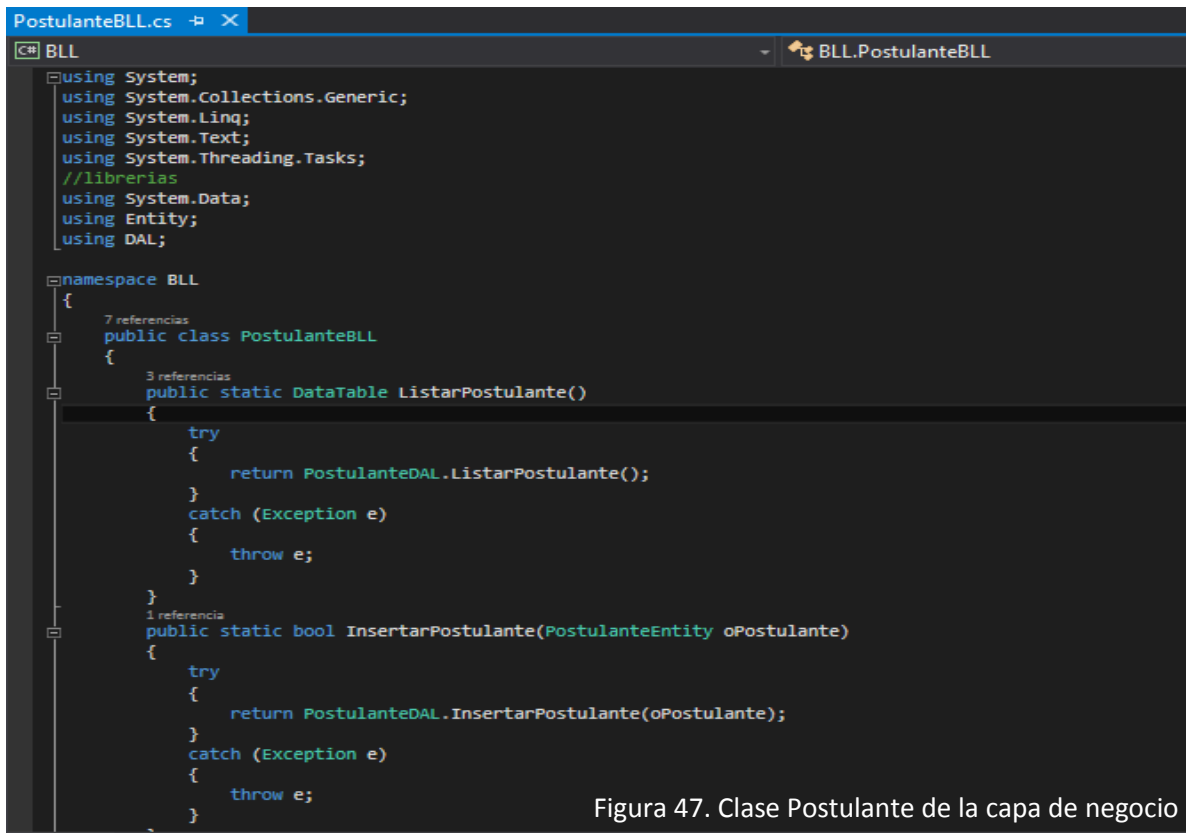 PostulanteBLL.cs
C# BLL BLL.PostulanteBLL
using System;
using System.Collections.Generic;
using System.Linq;
using System.Text;
using System.Threading.Tasks;
//librerias
using System.Data;
using Entity;
using DAL;
namespace BLL
{
7 referencias
public class PostulanteBLL
{
3 referencias
public static DataTable ListarPostulante()
{
try
{
return PostulanteDAL.ListarPostulante();
}
catch (Exception e)
{
throw e;
}
}
1 referencia
public static bool InsertarPostulante(PostulanteEntity oPostulante)
{
try
{
return PostulanteDAL.InsertarPostulante(oPostulante);
}
catch (Exception e)
{
throw e;
}
Figura 47. Clase Postulante de la capa de negocio